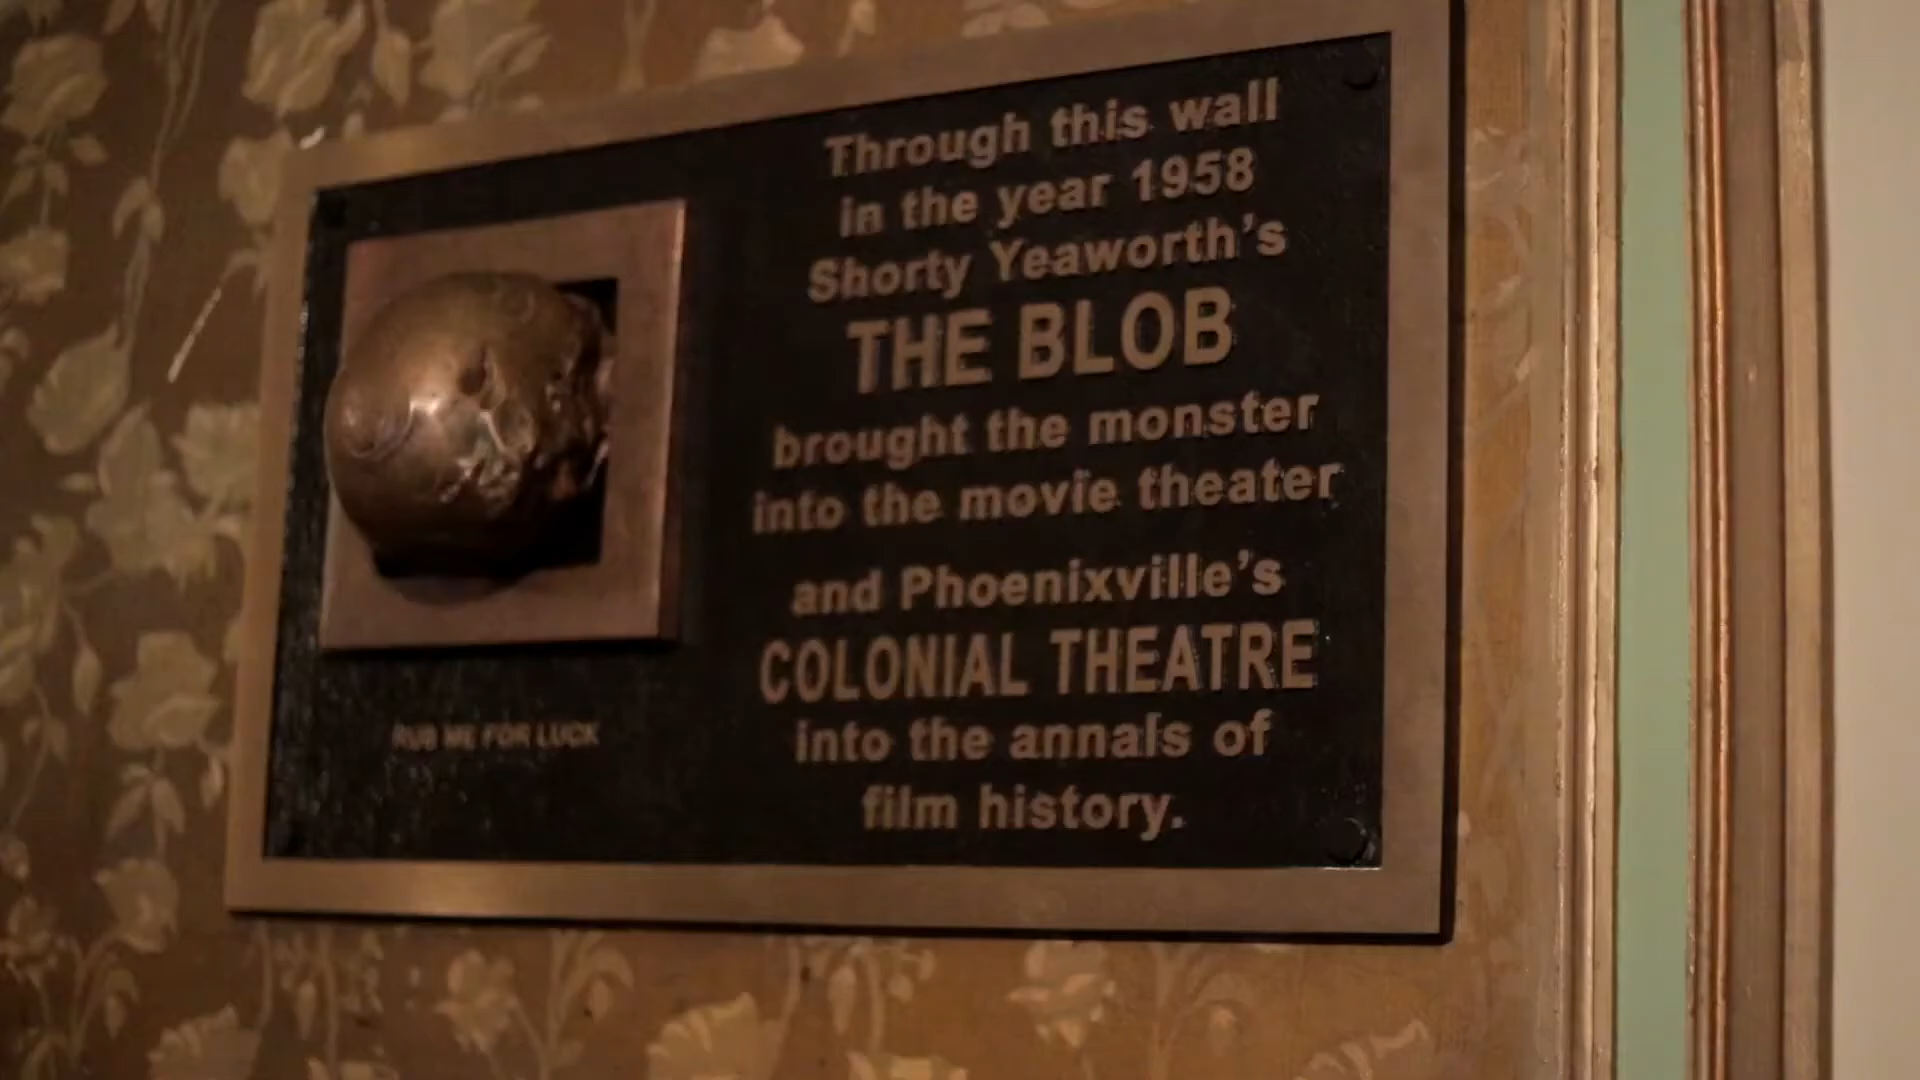 Through this wall
in the year 1958
Shorty Yeaworth's
THE BLOB
brought the monster
into the movie theater
and Phoenixville's
COLONIAL THEATRE
into the annals of
film history.
RUB ME FOR LUCK